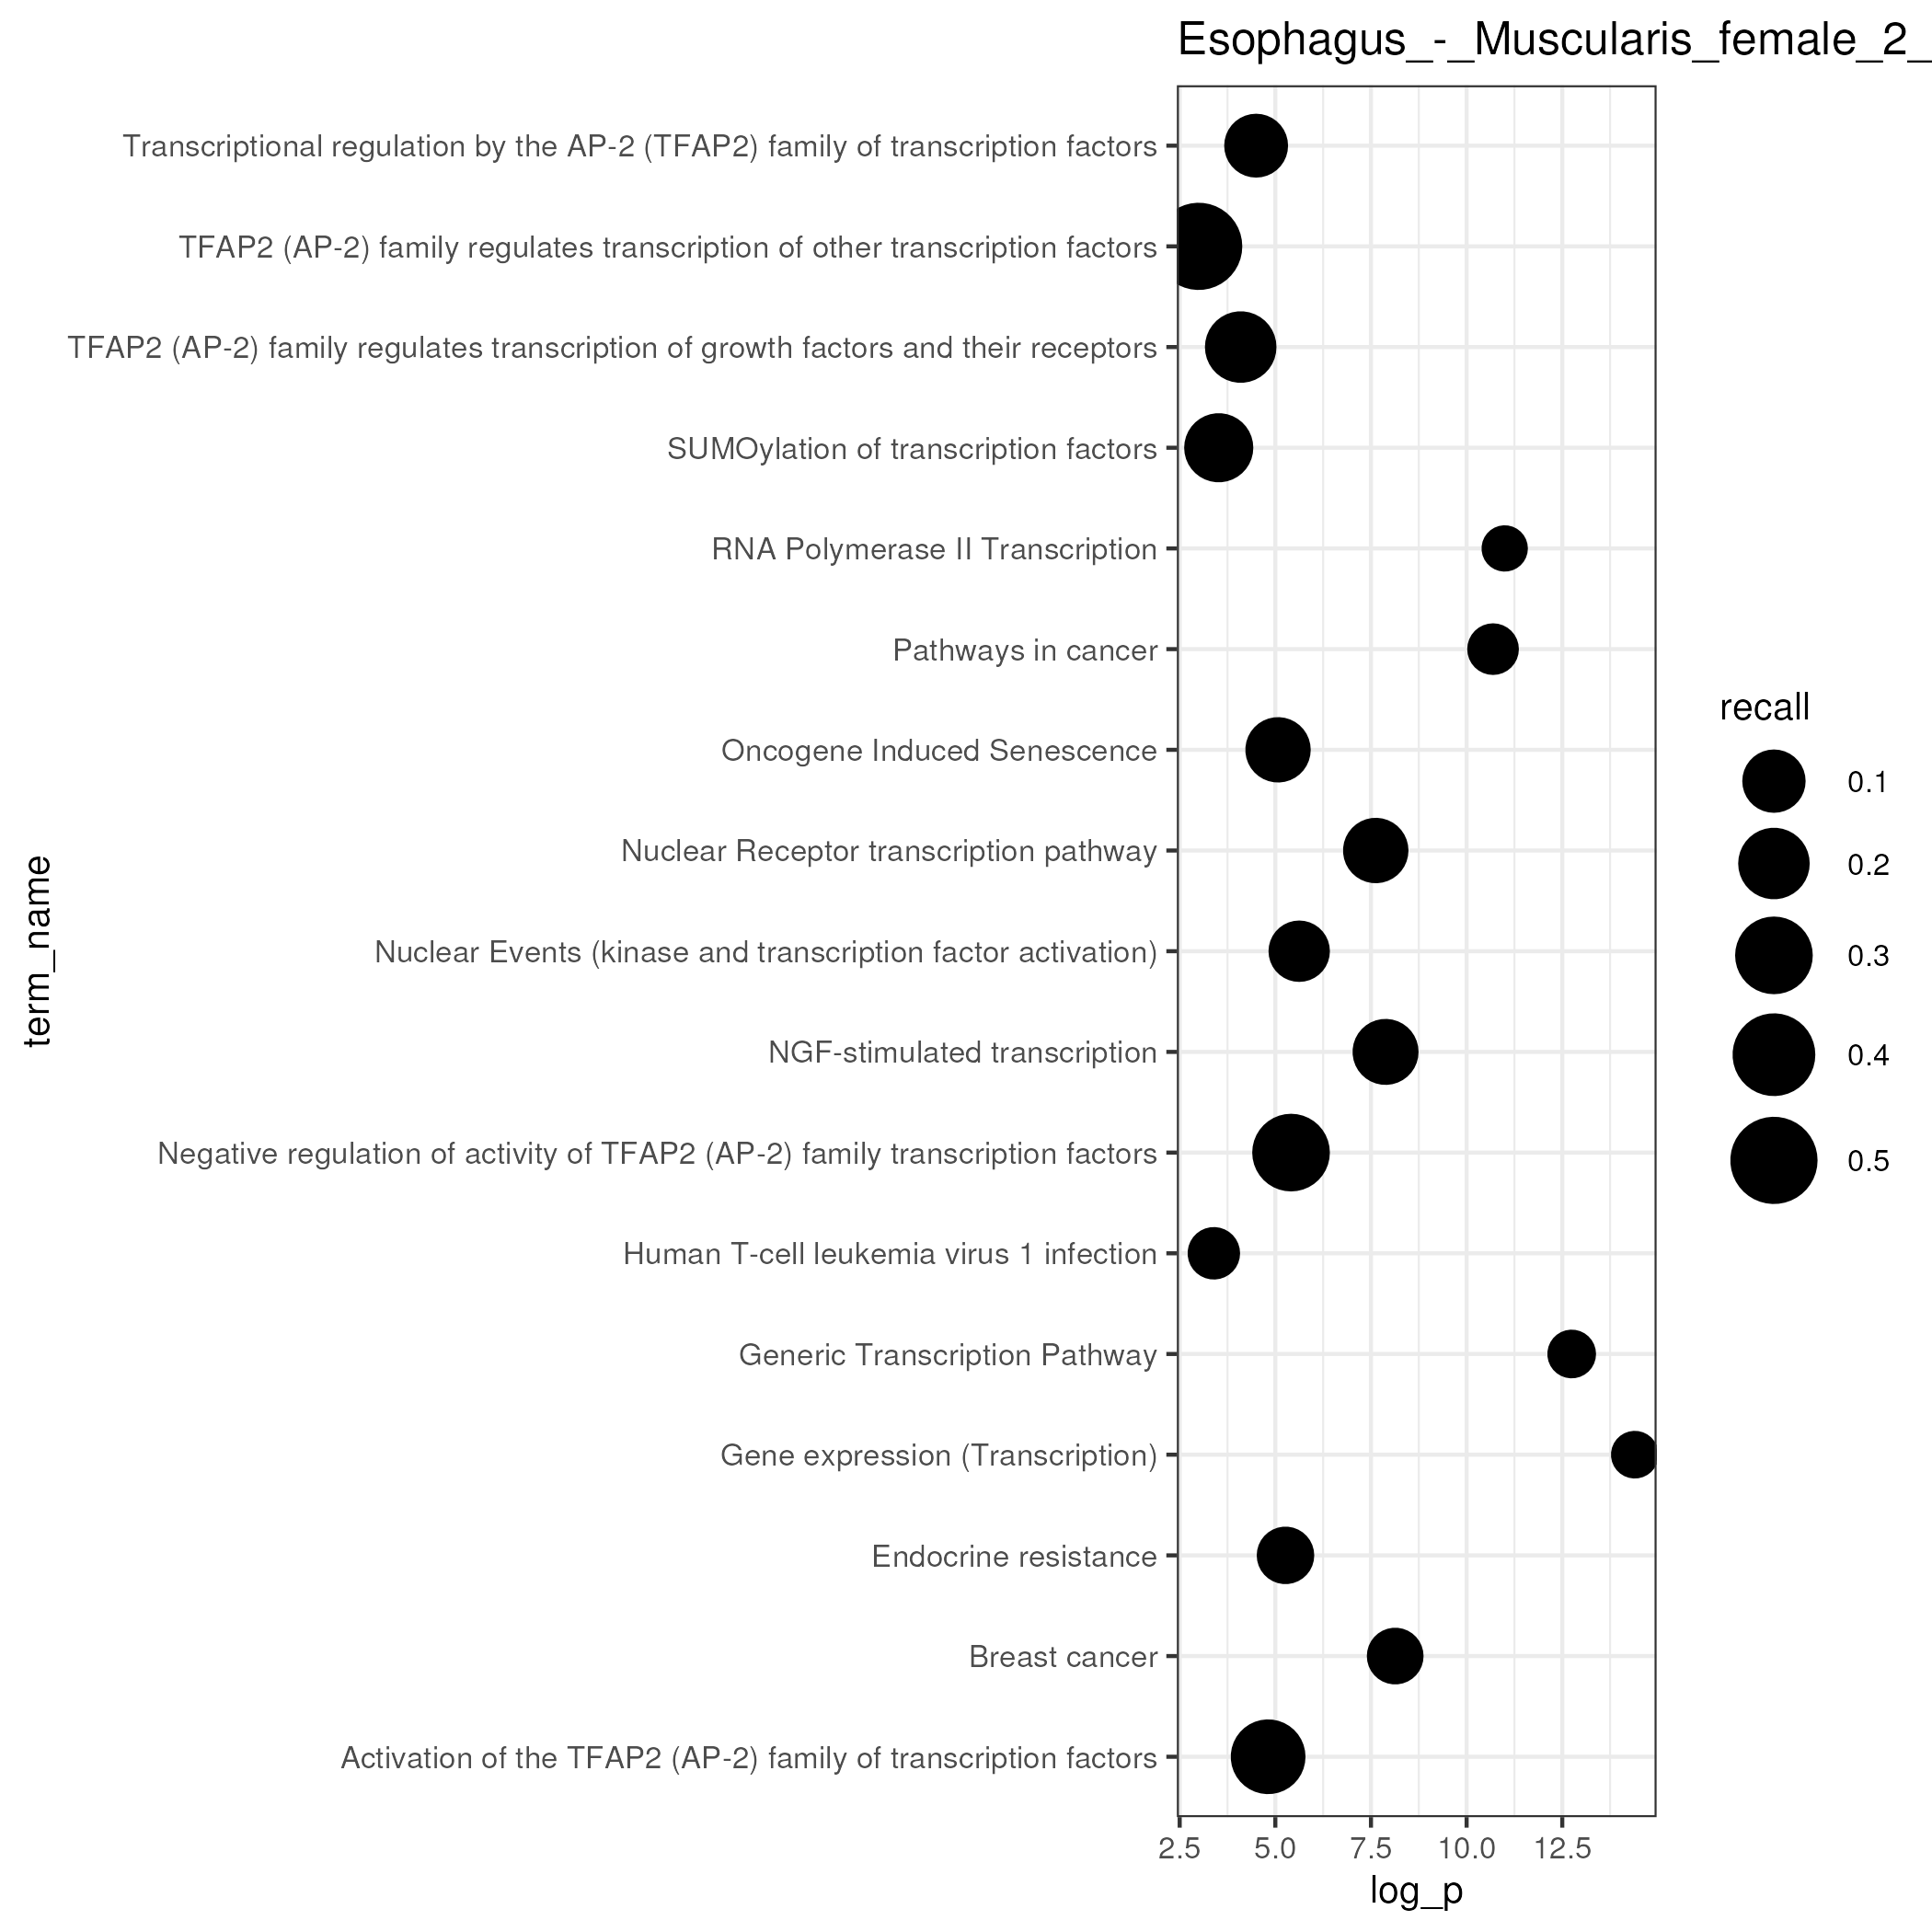 Esophagus_-_Muscularis_female_2_
Transcriptional regulation by the AP-2 (TFAP2) family of transcription factors
TFAP2 (AP-2) family regulates transcription of other transcription factors
TFAP2 (AP-2) family regulates transcription of growth factors and their receptors
SUMOylation of transcription factors
RNA Polymerase II Transcription
Pathways in cancer
Oncogene Induced Senescence
Nuclear Receptor transcription pathway
Nuclear Events (kinase and transcription factor activation)
NGF-stimulated transcription
Negative regulation of activity of TFAP2 (AP-2) family transcription factors
Human T-cell leukemia virus 1 infection
Generic Transcription Pathway
Gene expression (Transcription)
Endocrine resistance
Breast cancer
Activation of the TFAP2 (AP-2) family of transcription factors
term_name
2.5 5.0 7.5 10.0 12.5
log_p
recall
0.1
0.2
0.3
0.4
0.5